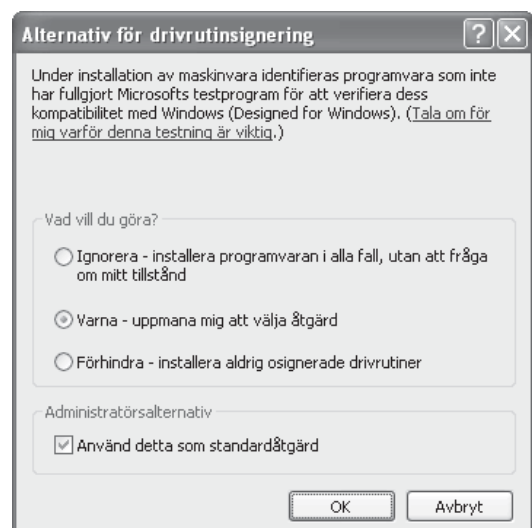 Alternativ för drivrutinsignering
Under installation av maskinvara identifieras programvara som inte
har fullgjort Microsofts testprogram för att verifiera dess
kompatibilitet med Windows (Designed for Windows). (Tala om för
mig varför denna testning är viktig.)
Vad vill du göra?
Ignorera - installera programvaran i alla fall, utan att fråga
om mitt tillstånd
Varna - uppmana mig att välja åtgärd
Förhindra - installera aldrig osignerade drivrutiner
Administratörsalternativ
Använd detta som standardåtgärd
OK
Avbryt